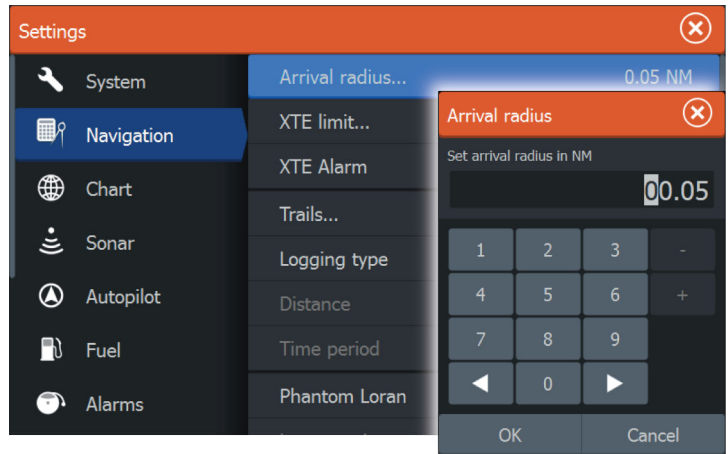 Settings
System
Navigation
Chart
Sonar
Autopilot
Fuel
Alarms
Arrival radius... 0.05 NM
XTE limit...
XTE Alarm
Trails...
Logging type
Distance
Time period
Phantom Loran
Arrival radius
Set arrival radius in NM
00.05
1 2 3 -
4 5 6 +
7 8 9
0
OK Cancel